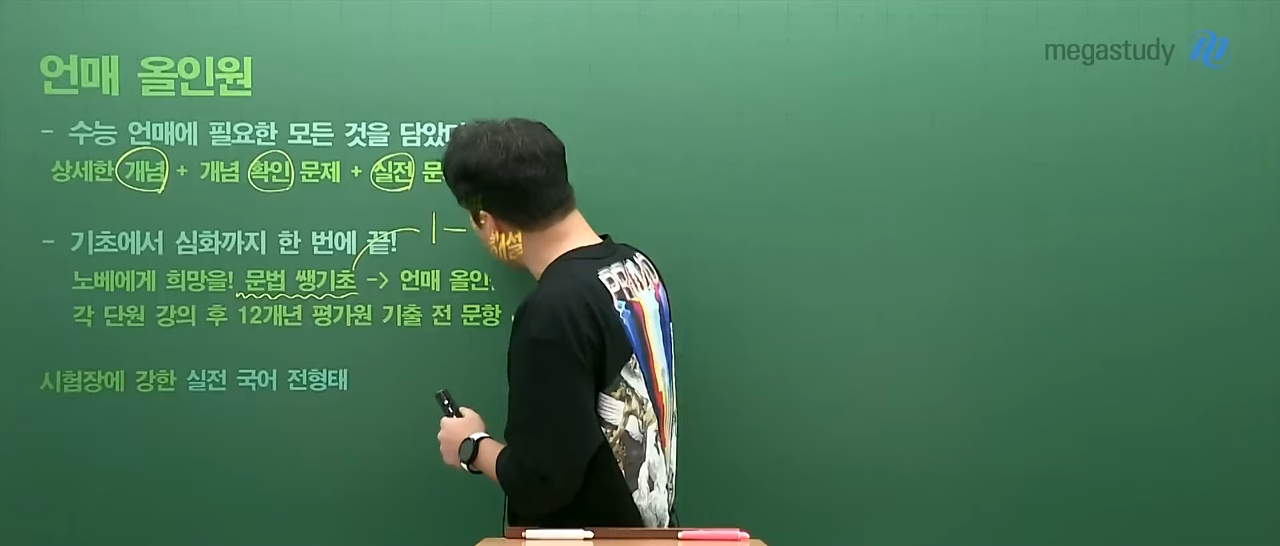 megastudy
언매 올인원
- 수능 언매에 필요한 모든 것을 담았다
상세한 개념 + 개념 확인 문제 + 실전
- 기초에서 심화까지 한 번에 끝!
노베에게 희망을! 문법 쌩기초 -> 언매 올인
각 단원 강의 후 12개년 평가원 기출 전 문항
시험장에 강한 실전 국어 전형태